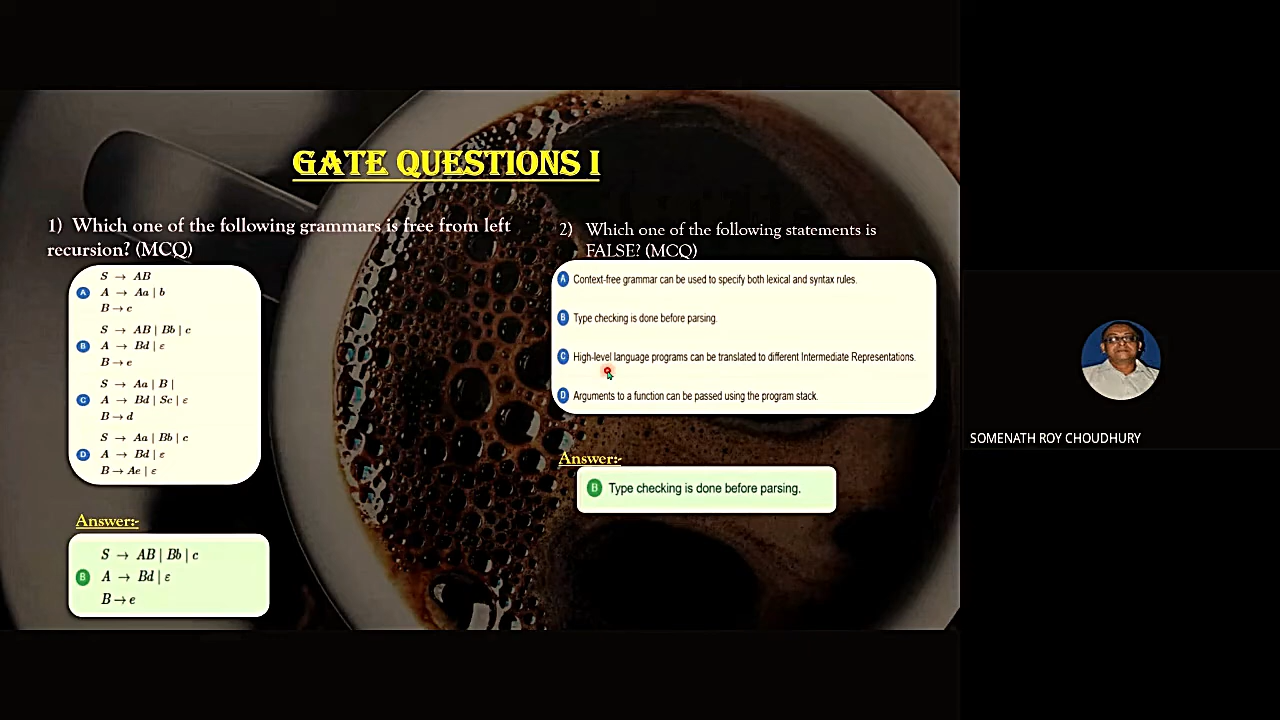 GATE QUESTIONS I
1) Which one of the following grammars is free from left
recursion? (MCQ)
A
S → AB
A → Aa | b
B → c
B
S → AB | Bb | c
A → Bd | ε
B → e
C
S → Aa | B |
A → Bd | Sc | ε
B → d
D
S → Aa | Bb | c
A → Bd | ε
B → Ae | ε
Answer:-
B
S → AB | Bb | c
A → Bd | ε
B → e
2) Which one of the following statements is
FALSE? (MCQ)
A Context-free grammar can be used to specify both lexical and syntax rules.
B Type checking is done before parsing.
C High-level language programs can be translated to different Intermediate Representations.
D Arguments to a function can be passed using the program stack.
Answer:-
B Type checking is done before parsing.
SOMENATH ROY CHOUDHURY